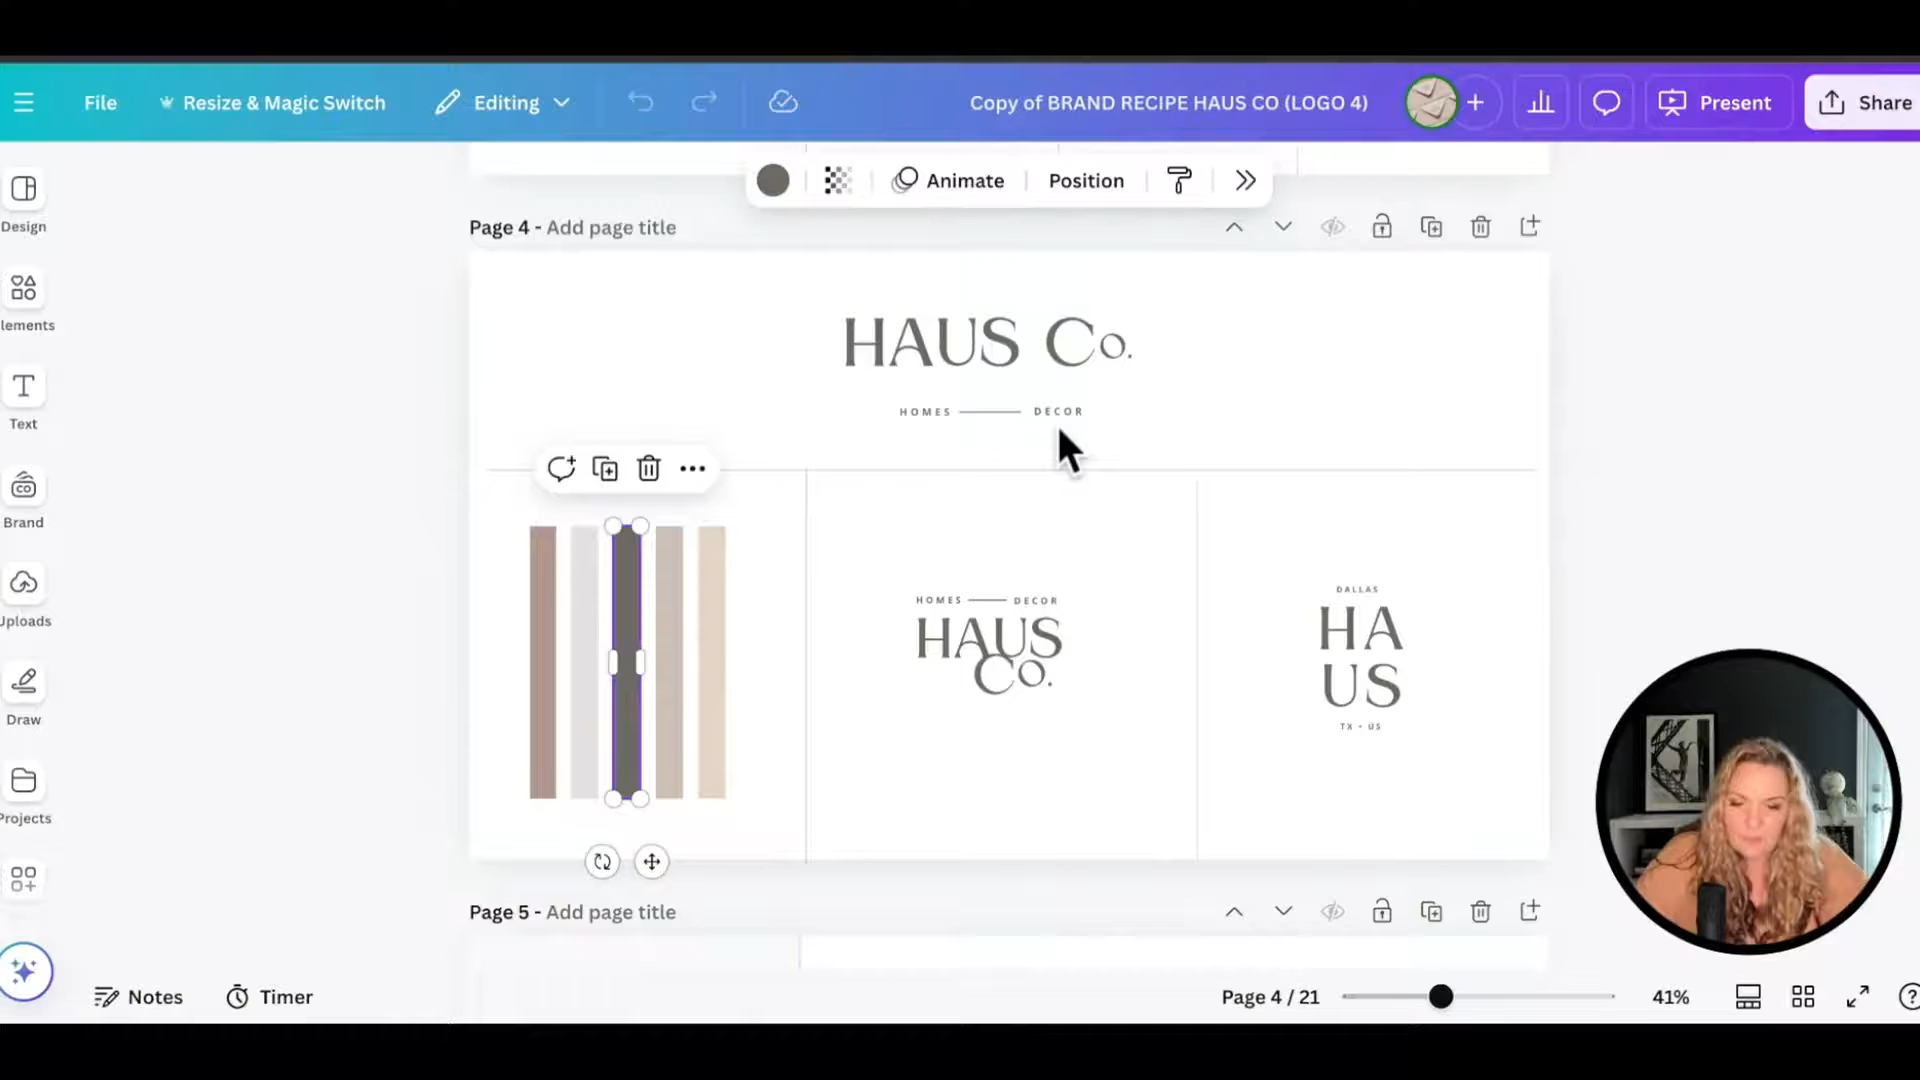 File
Resize & Magic Switch
Editing
Copy of BRAND RECIPE HAUS CO (LOGO 4)
Present
Share
Animate
Position
Design
lements
Text
Brand
Uploads
Draw
Projects
Page 4 - Add page title
HAUS Co.
HOMES DECOR
HOMES DECOR
HAUS
Co.
DALLAS
HA
US
TX - US
Page 5 - Add page title
Notes
Timer
Page 4 / 21
41%